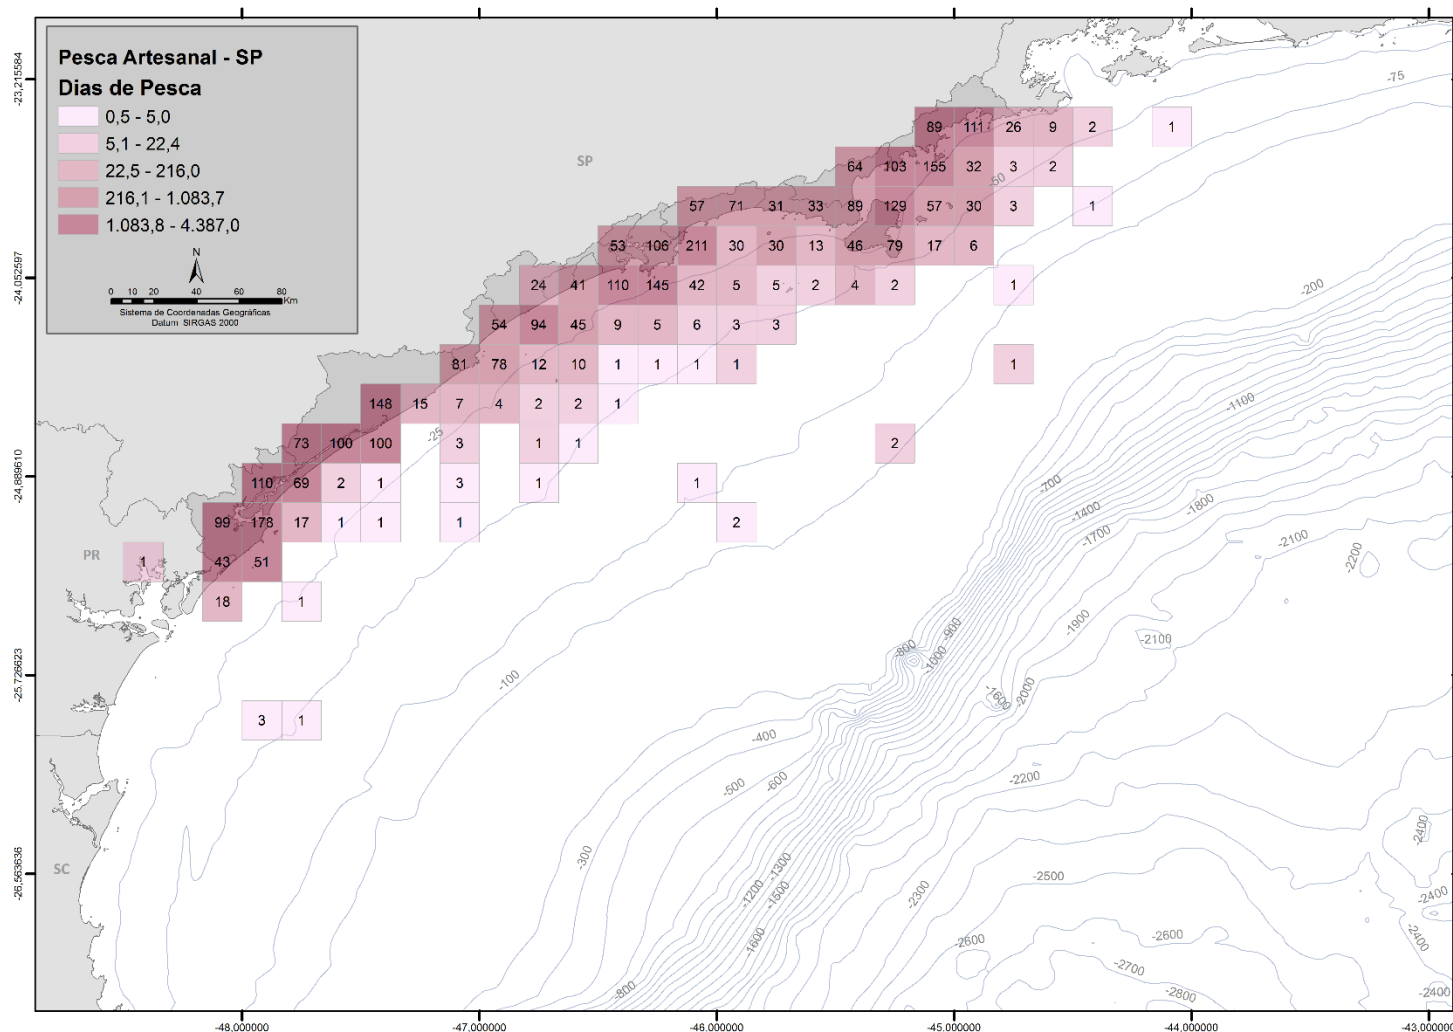 Pesca Artesanal - SP
Dias de Pesca
0,5 - 5,0
5,1 - 22,4
22,5 - 216,0
216,1 - 1.083,7
1.083,8 - 4.387,0
N
0 10 20 40 60 80
Km
Sistema de Coordenadas Geográficas
Datum SIRGAS 2000
SP
PR
SC
-23,215584
-24,052597
-24,889610
-25,726623
-26,563636
-48,000000 -47,000000 -46,000000 -45,000000 -44,000000 -43,000000
89 111 26 9 2 1
64 103 155 32 3 2
57 71 31 33 89 129 57 30 3 1
53 106 211 30 30 13 46 79 17 6
24 41 110 145 42 5 5 2 4 2 1
54 94 45 9 5 6 3 3
81 78 12 10 1 1 1 1 1
148 15 7 4 2 2 1
73 100 100 3 1 1 2
110 69 2 1 3 1 1
99 178 17 1 1 1 2
1 43 51
18 1
3 1
-75
-50
-200
-25
-1100
-700
-1400
-1800
-1700
-2100
-2200
-1900
-2100
-900
-800
-1000
-100
-1600
-2000
-400
-500
-600
-2200
-300
-1300
-1200
-1500
-2300
-2500
-2400
-2400
-1600
-2600
-2600
-2400
-2700
-800
-2800
-2400